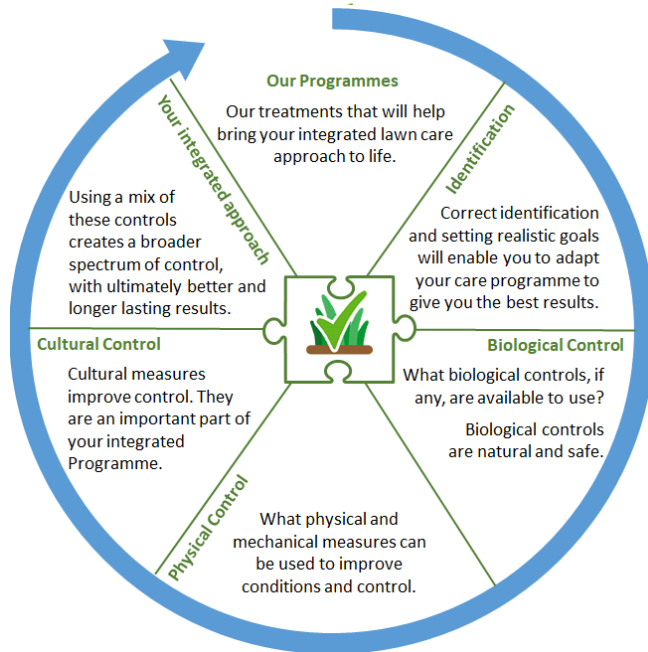 Our Programmes
Our treatments that will help
bring your integrated lawn care
approach to life.
Identification
Correct identification
and setting realistic goals
will enable you to adapt
your care programme to
give you the best results.
Biological Control
What biological controls, if
any, are available to use?
Biological controls
are natural and safe.
Physical Control
What physical and
mechanical measures can
be used to improve
conditions and control.
Cultural Control
Cultural measures
improve control. They
are an important part of
your integrated
Programme.
Your integrated approach
Using a mix of
these controls
creates a broader
spectrum of control,
with ultimately better and
longer lasting results.